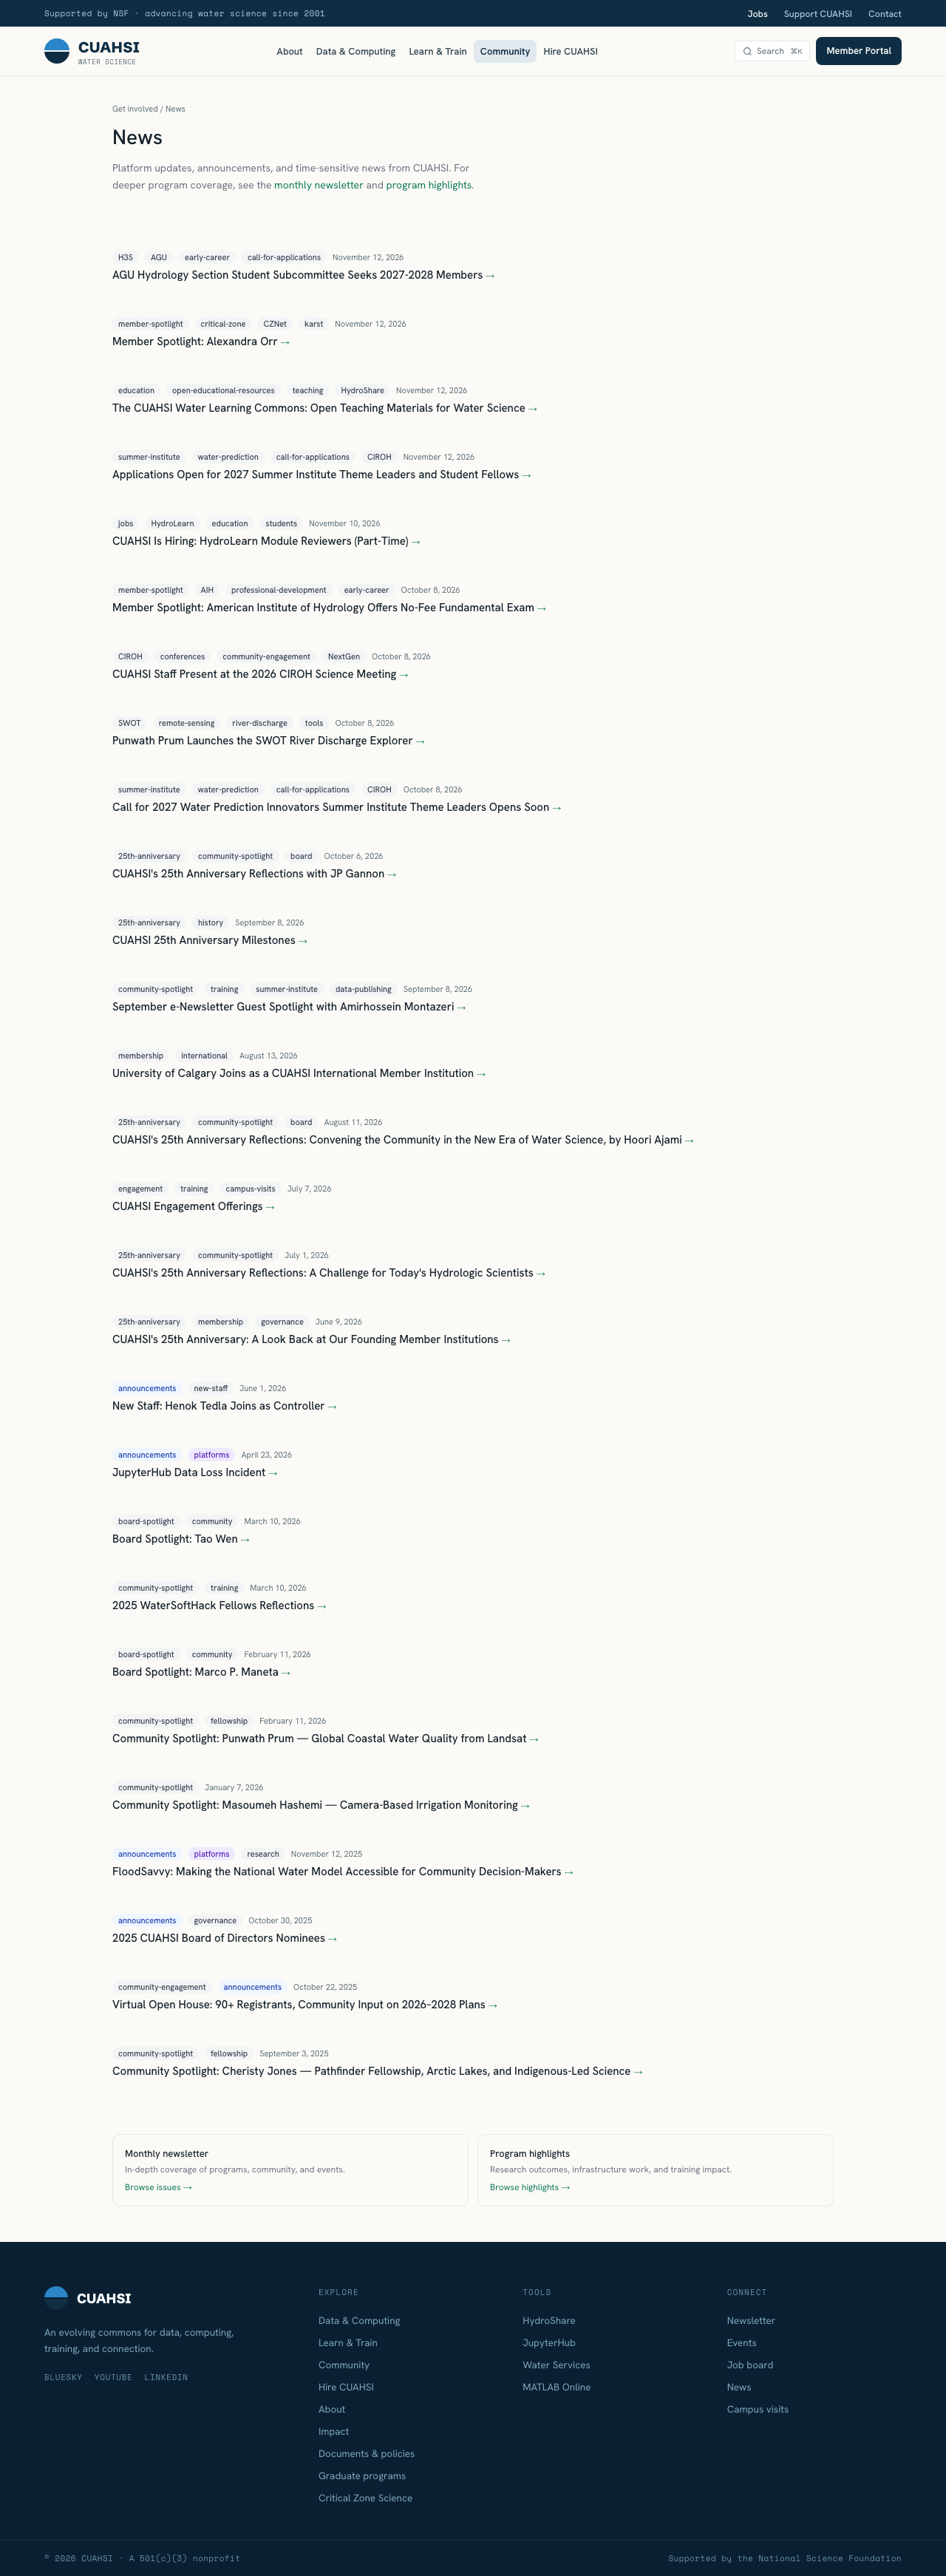 Supported by NSF · advancing water science since 2001
Jobs Support CUAHSI Contact
CUAHSI
WATER SCIENCE
About Data & Computing Learn & Train Community Hire CUAHSI
Search ⌘K Member Portal
Get involved / News
News
Platform updates, announcements, and time-sensitive news from CUAHSI. For
deeper program coverage, see the monthly newsletter and program highlights.
H3S AGU early-career call-for-applications November 12, 2026
AGU Hydrology Section Student Subcommittee Seeks 2027-2028 Members →
member-spotlight critical-zone CZNet karst November 12, 2026
Member Spotlight: Alexandra Orr →
education open-educational-resources teaching HydroShare November 12, 2026
The CUAHSI Water Learning Commons: Open Teaching Materials for Water Science →
summer-institute water-prediction call-for-applications CIROH November 12, 2026
Applications Open for 2027 Summer Institute Theme Leaders and Student Fellows →
jobs HydroLearn education students November 10, 2026
CUAHSI Is Hiring: HydroLearn Module Reviewers (Part-Time) →
member-spotlight AIH professional-development early-career October 8, 2026
Member Spotlight: American Institute of Hydrology Offers No-Fee Fundamental Exam →
CIROH conferences community-engagement NextGen October 8, 2026
CUAHSI Staff Present at the 2026 CIROH Science Meeting →
SWOT remote-sensing river-discharge tools October 8, 2026
Punwath Prum Launches the SWOT River Discharge Explorer →
summer-institute water-prediction call-for-applications CIROH October 8, 2026
Call for 2027 Water Prediction Innovators Summer Institute Theme Leaders Opens Soon →
25th-anniversary community-spotlight board October 6, 2026
CUAHSI's 25th Anniversary Reflections with JP Gannon →
25th-anniversary history September 8, 2026
CUAHSI 25th Anniversary Milestones →
community-spotlight training summer-institute data-publishing September 8, 2026
September e-Newsletter Guest Spotlight with Amirhossein Montazeri →
membership international August 13, 2026
University of Calgary Joins as a CUAHSI International Member Institution →
25th-anniversary community-spotlight board August 11, 2026
CUAHSI's 25th Anniversary Reflections: Convening the Community in the New Era of Water Science, by Hoori Ajami →
engagement training campus-visits July 7, 2026
CUAHSI Engagement Offerings →
25th-anniversary community-spotlight July 1, 2026
CUAHSI's 25th Anniversary Reflections: A Challenge for Today's Hydrologic Scientists →
25th-anniversary membership governance June 9, 2026
CUAHSI's 25th Anniversary: A Look Back at Our Founding Member Institutions →
announcements new-staff June 1, 2026
New Staff: Henok Tedla Joins as Controller →
announcements platforms April 23, 2026
JupyterHub Data Loss Incident →
board-spotlight community March 10, 2026
Board Spotlight: Tao Wen →
community-spotlight training March 10, 2026
2025 WaterSoftHack Fellows Reflections →
board-spotlight community February 11, 2026
Board Spotlight: Marco P. Maneta →
community-spotlight fellowship February 11, 2026
Community Spotlight: Punwath Prum — Global Coastal Water Quality from Landsat →
community-spotlight January 7, 2026
Community Spotlight: Masoumeh Hashemi — Camera-Based Irrigation Monitoring →
announcements platforms research November 12, 2025
FloodSavvy: Making the National Water Model Accessible for Community Decision-Makers →
announcements governance October 30, 2025
2025 CUAHSI Board of Directors Nominees →
community-engagement announcements October 22, 2025
Virtual Open House: 90+ Registrants, Community Input on 2026–2028 Plans →
community-spotlight fellowship September 3, 2025
Community Spotlight: Cheristy Jones — Pathfinder Fellowship, Arctic Lakes, and Indigenous-Led Science →
Monthly newsletter
In-depth coverage of programs, community, and events.
Browse issues →
Program highlights
Research outcomes, infrastructure work, and training impact.
Browse highlights →
CUAHSI
An evolving commons for data, computing,
training, and connection.
BLUESKY YOUTUBE LINKEDIN
EXPLORE
Data & Computing
Learn & Train
Community
Hire CUAHSI
About
Impact
Documents & policies
Graduate programs
Critical Zone Science
TOOLS
HydroShare
JupyterHub
Water Services
MATLAB Online
CONNECT
Newsletter
Events
Job board
News
Campus visits
© 2026 CUAHSI · A 501(c)(3) nonprofit
Supported by the National Science Foundation